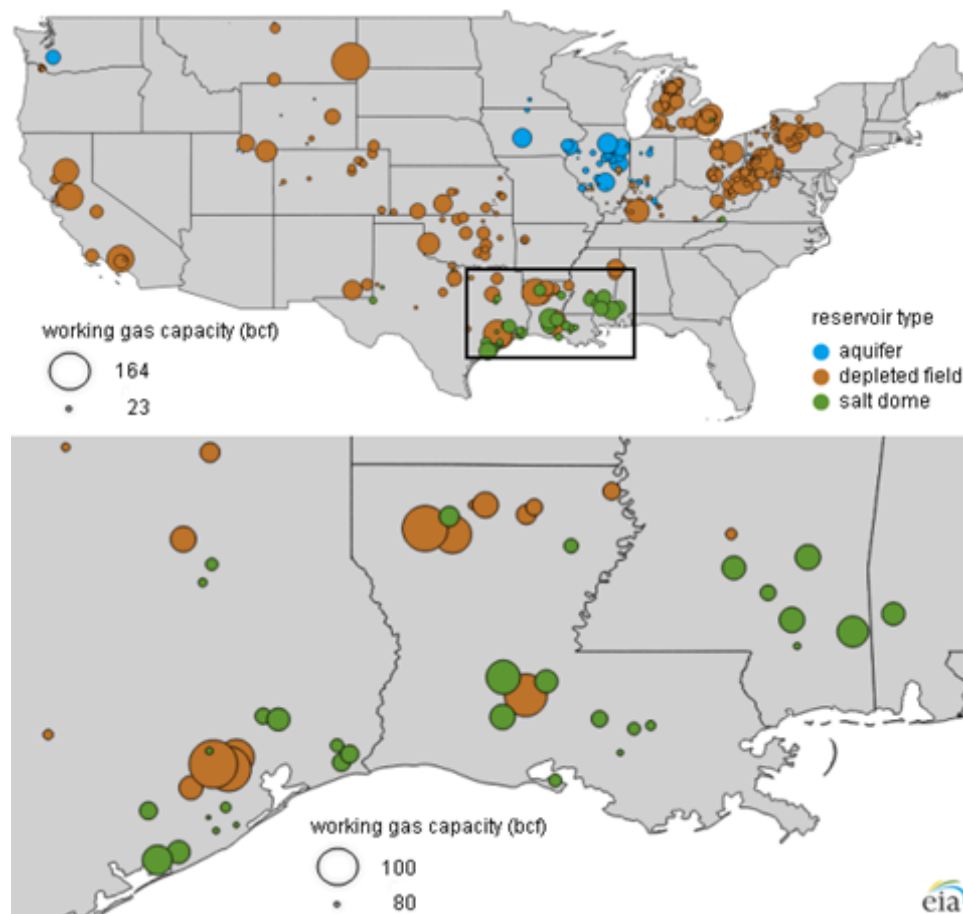 working gas capacity (bcf)
164
23
reservoir type
aquifer
depleted field
salt dome
working gas capacity (bcf)
100
80
eia